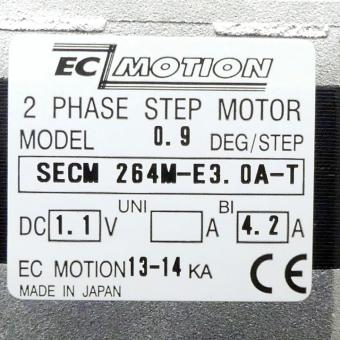 EC MOTION
2 PHASE STEP MOTOR
MODEL 0.9 DEG/STEP
SECM 264M-E3.0A-T
DC 1.1 V UNI A BI 4.2 A
EC MOTION 13-14 KA CE
MADE IN JAPAN